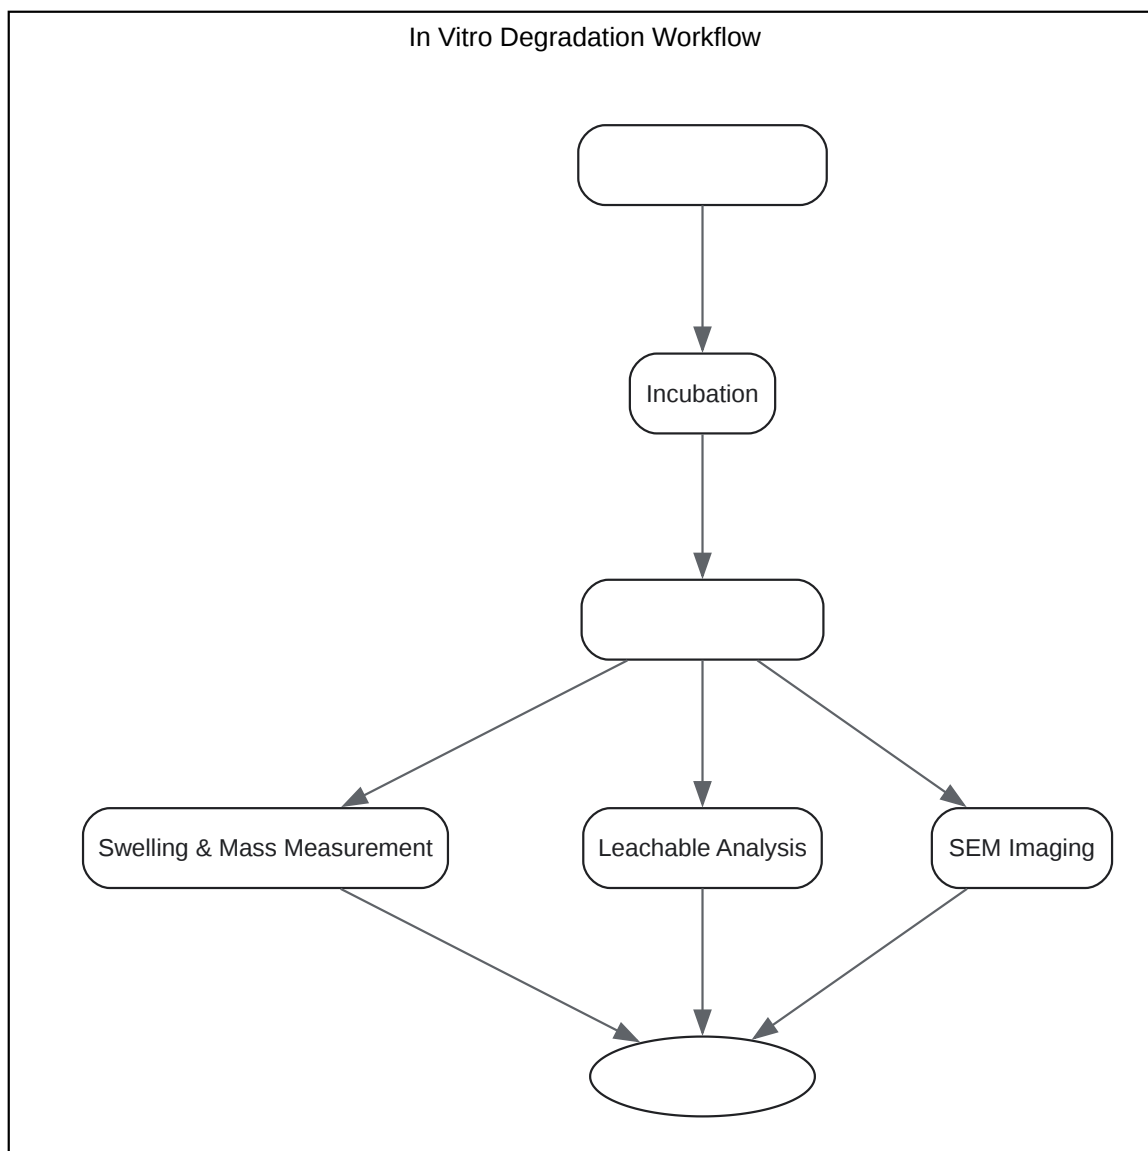 In Vitro Degradation Workflow
Incubation
Swelling & Mass Measurement
Leachable Analysis
SEM Imaging